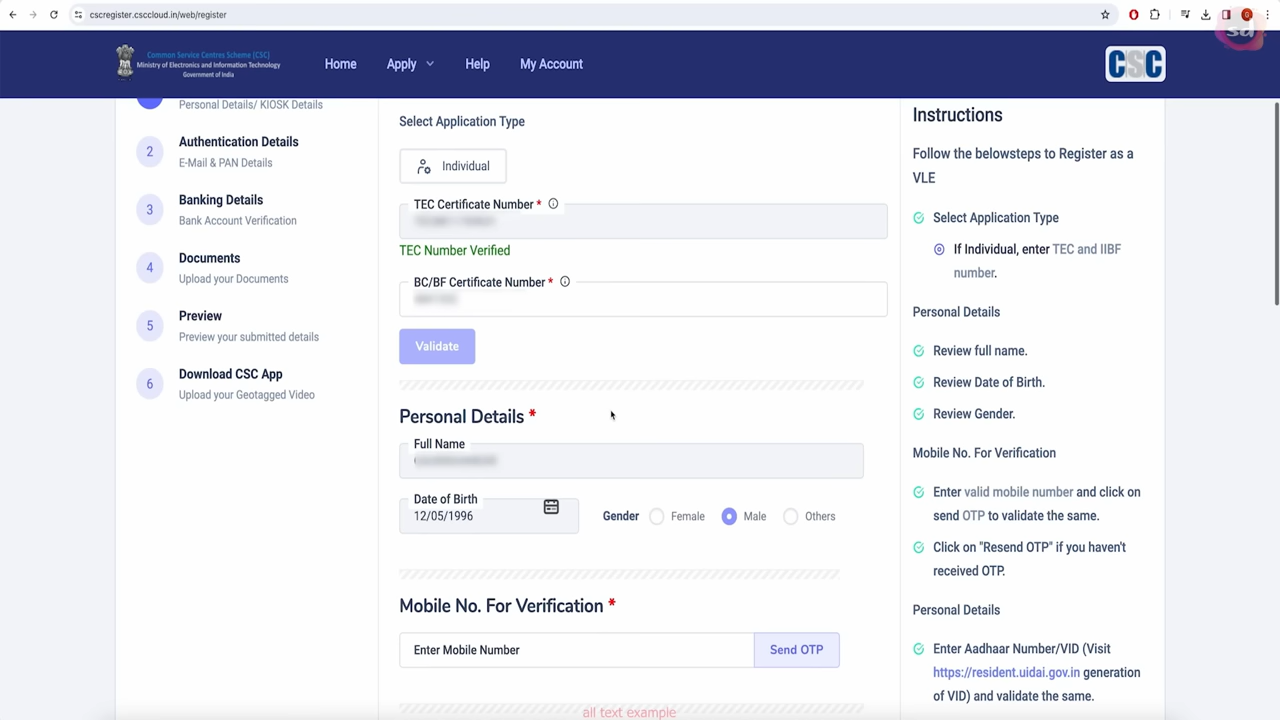 cscregister.csccloud.in/web/register
G
sd
Common Service Centres Scheme (CSC)
Ministry of Electronics and Information Technology
Government of India
Home
Apply
Help
My Account
CSC
Personal Details/ KIOSK Details
2
Authentication Details
E-Mail & PAN Details
3
Banking Details
Bank Account Verification
4
Documents
Upload your Documents
5
Preview
Preview your submitted details
6
Download CSC App
Upload your Geotagged Video
Select Application Type
Individual
TEC Certificate Number *
TEC Number Verified
BC/BF Certificate Number *
Validate
Personal Details *
Full Name
Date of Birth
12/05/1996
Gender
Female
Male
Others
Mobile No. For Verification *
Enter Mobile Number
Send OTP
all text example
Instructions
Follow the belowsteps to Register as a
VLE
Select Application Type
If Individual, enter TEC and IIBF
number.
Personal Details
Review full name.
Review Date of Birth.
Review Gender.
Mobile No. For Verification
Enter valid mobile number and click on
send OTP to validate the same.
Click on "Resend OTP" if you haven't
received OTP.
Personal Details
Enter Aadhaar Number/VID (Visit
https://resident.uidai.gov.in generation
of VID) and validate the same.